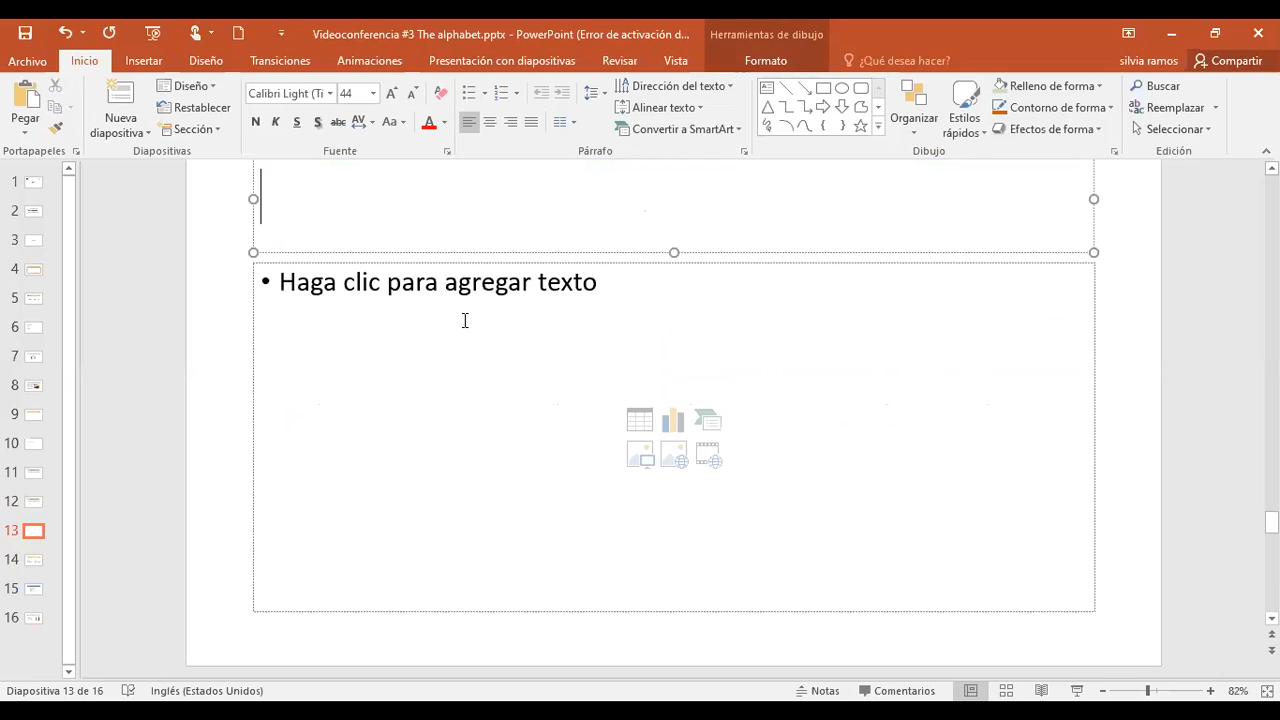 Videoconferencia #3 The alphabet.pptx - PowerPoint (Error de activación d...
Herramientas de dibujo
Archivo
Inicio
Insertar
Diseño
Transiciones
Animaciones
Presentación con diapositivas
Revisar
Vista
Formato
¿Qué desea hacer?
silvia ramos
Compartir
Pegar
Portapapeles
Nueva diapositiva
Diseño
Restablecer
Sección
Diapositivas
Calibri Light (Tí
44
N K S S abc AV Aa A
Fuente
Dirección del texto
Alinear texto
Convertir a SmartArt
Párrafo
Organizar
Estilos rápidos
Relleno de forma
Contorno de forma
Efectos de forma
Dibujo
Buscar
Reemplazar
Seleccionar
Edición
1
2
3
4
5
6
7
8
9
10
11
12
13
14
15
16
• Haga clic para agregar texto
Diapositiva 13 de 16
Inglés (Estados Unidos)
Notas
Comentarios
82%